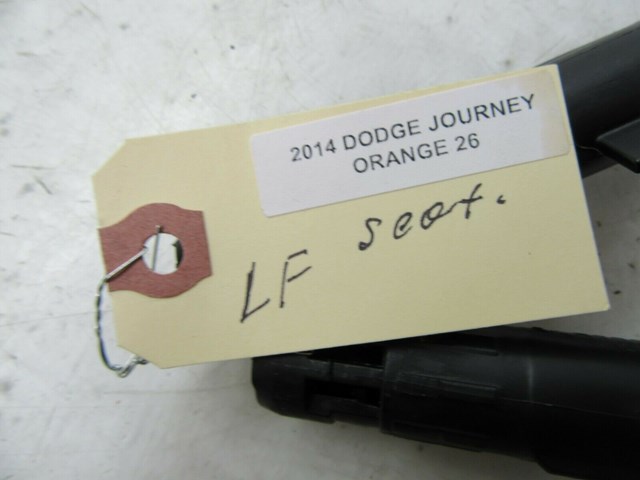 2014 DODGE JOURNEY
ORANGE 26
LF seat.